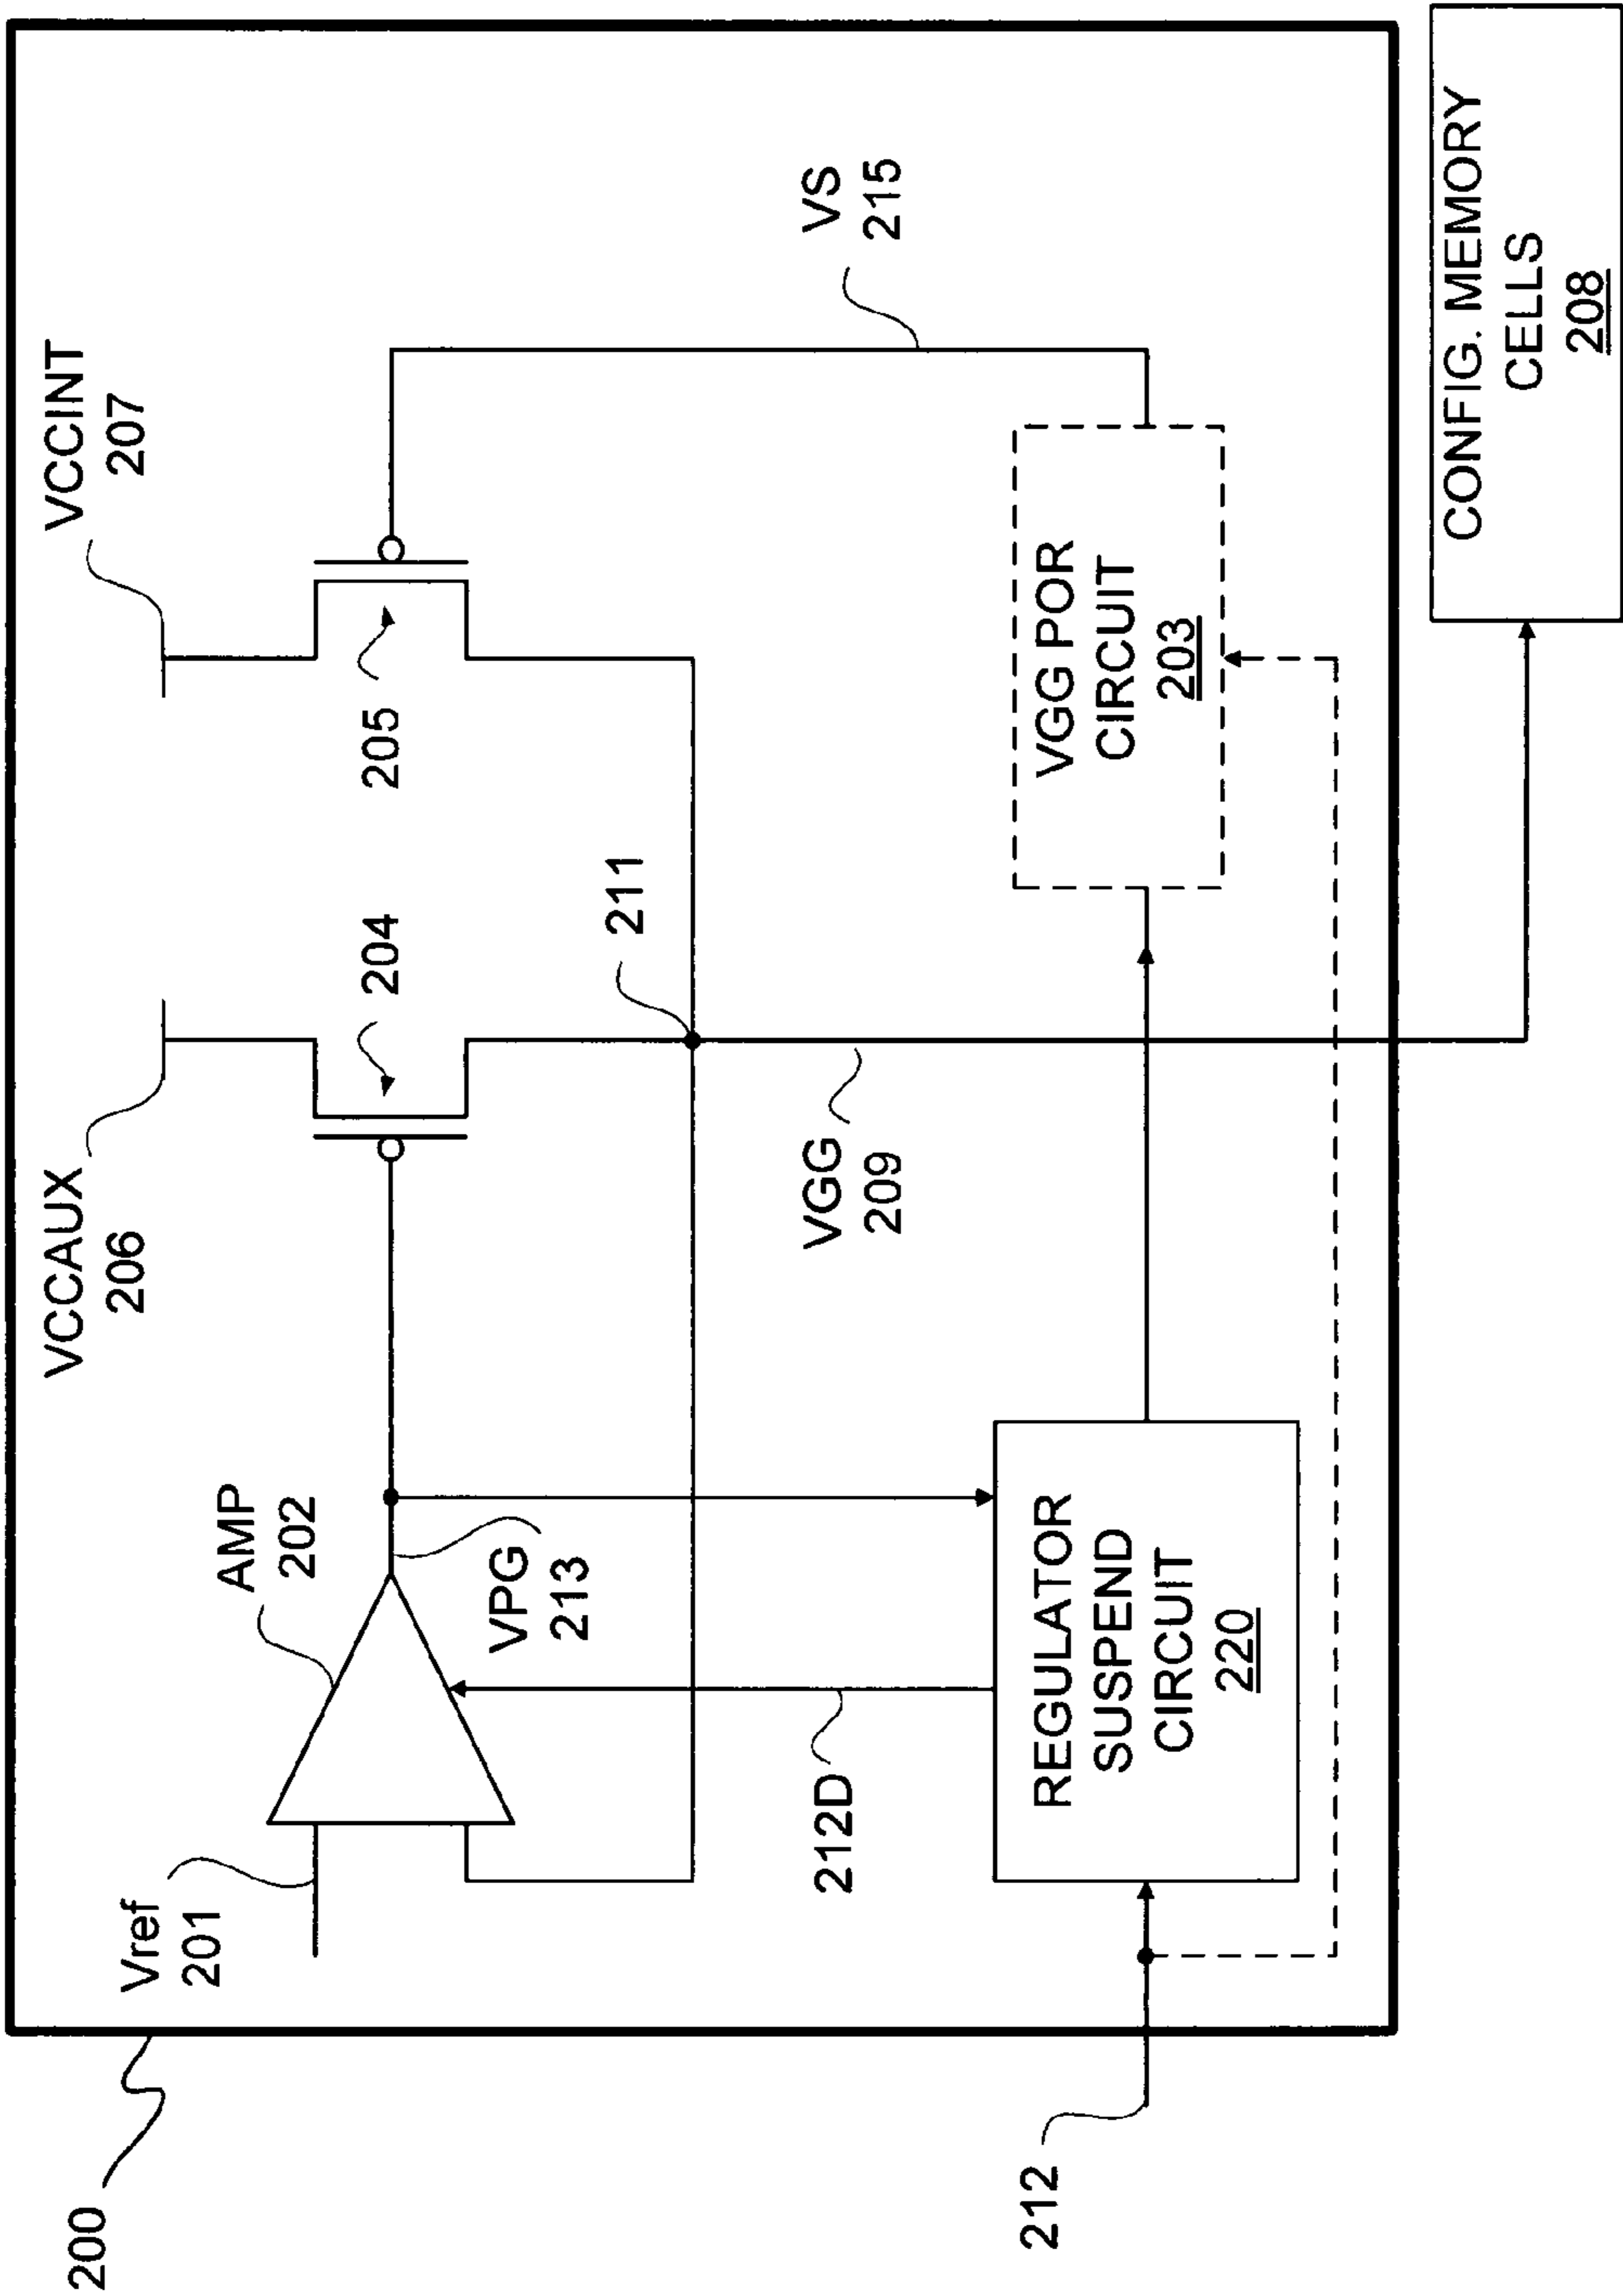 200
VCCAUX
206
VCCINT
207
Vref
201
AMP
202
204
205
VPG
213
211
VGG
209
VS
215
212D
212
REGULATOR
SUSPEND
CIRCUIT
220
VGG POR
CIRCUIT
203
CONFIG. MEMORY
CELLS
208